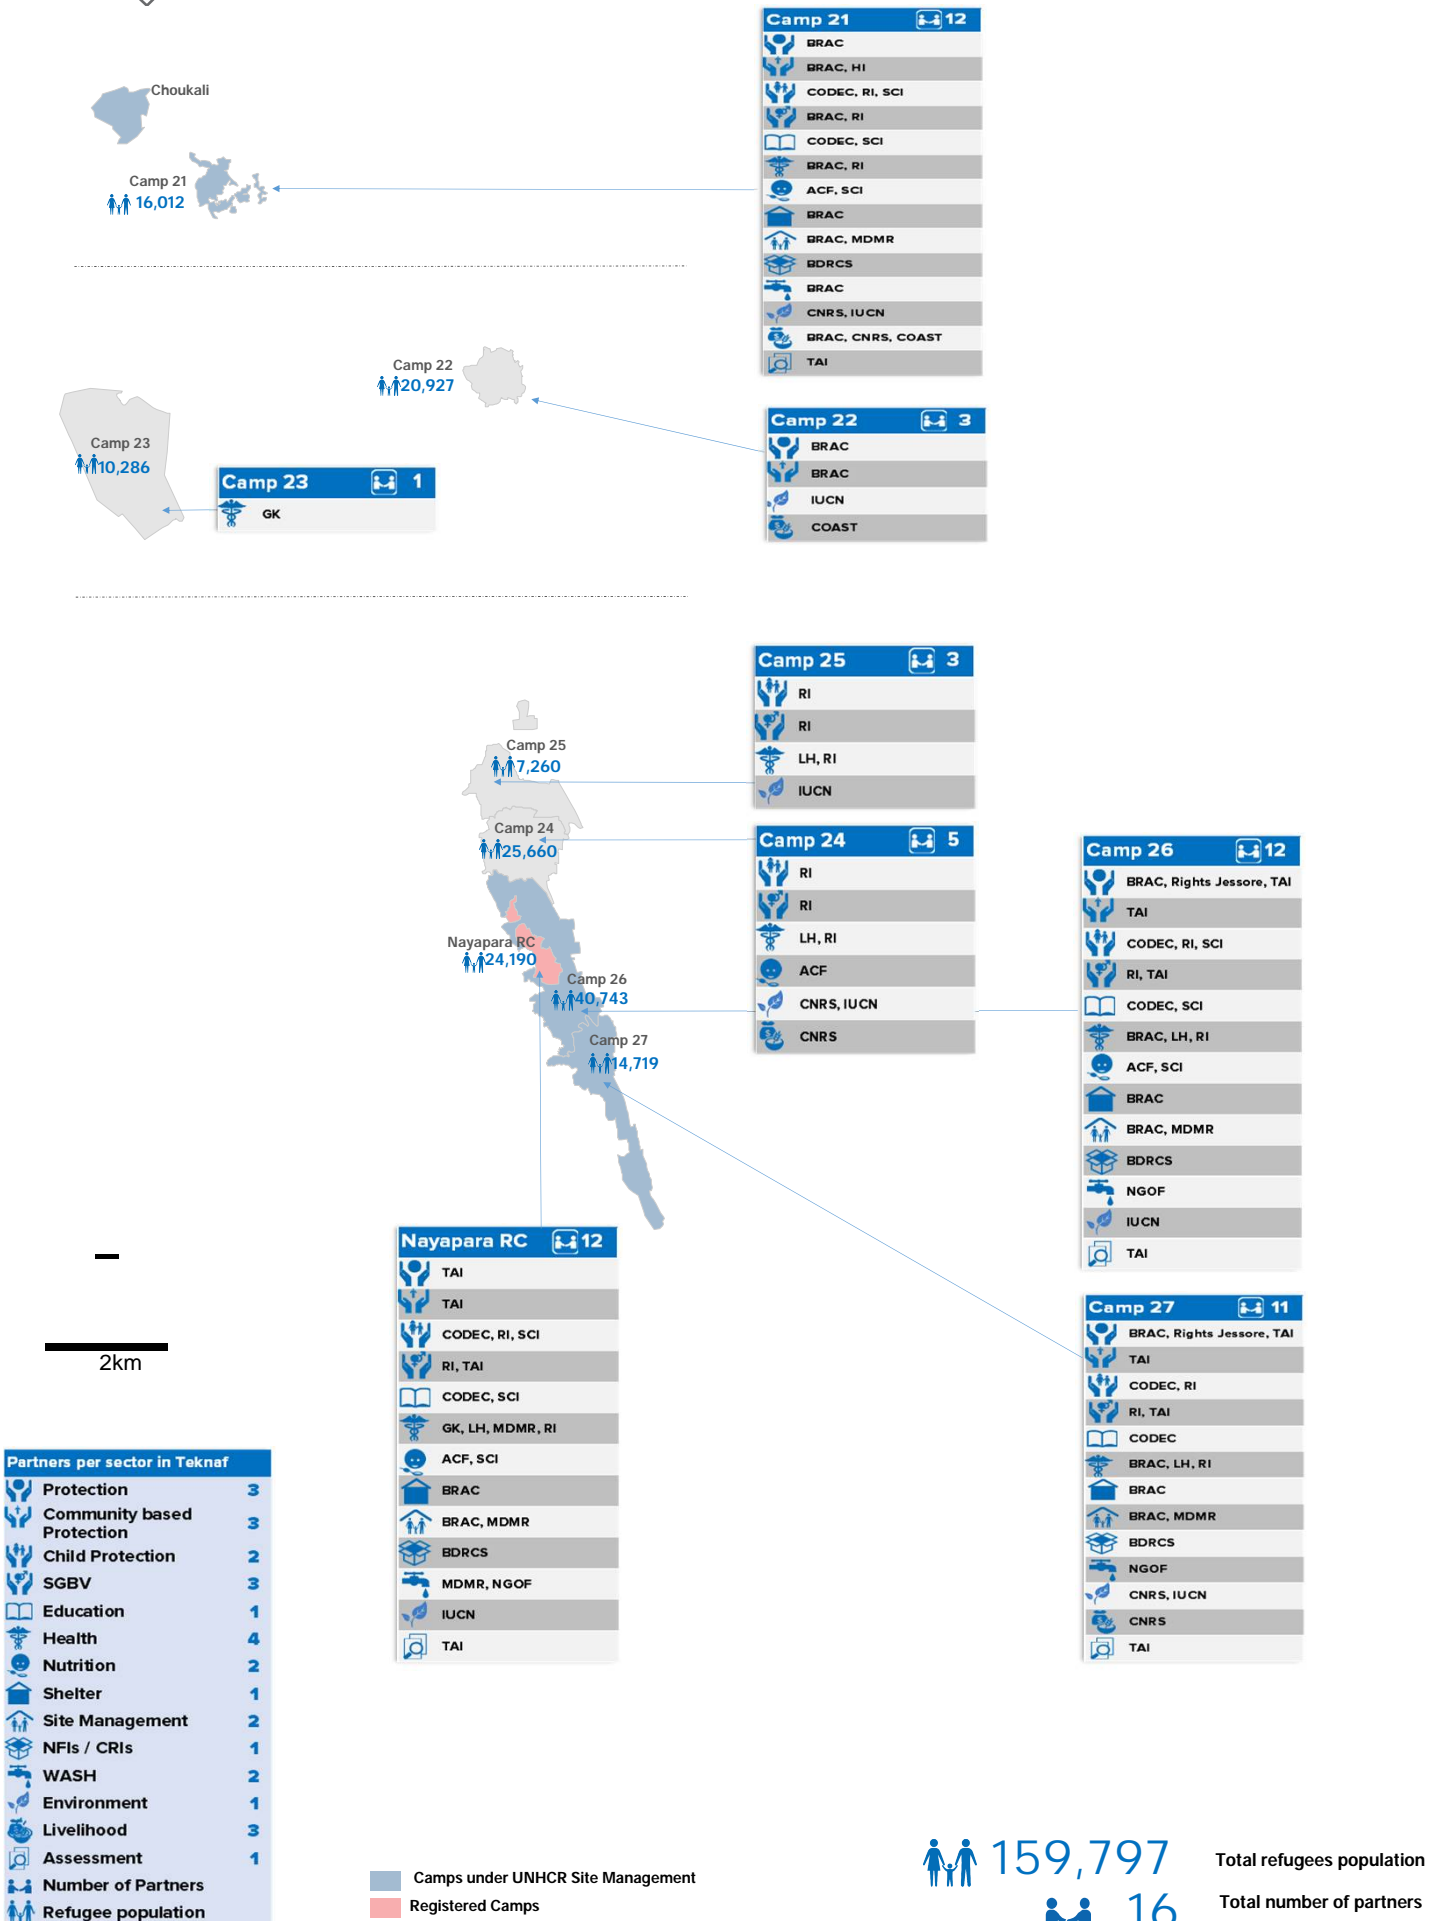 Camp 21 12
BRAC
BRAC, HI
CODEC, RI, SCI
BRAC, RI
CODEC, SCI
BRAC, RI
ACF, SCI
BRAC
BRAC, MDMR
BDRCS
BRAC
CNRS, IUCN
BRAC, CNRS, COAST
TAI
Choukali
Camp 21
16,012
Camp 22
20,927
Camp 22 3
BRAC
BRAC
IUCN
COAST
Camp 23
10,286
Camp 23 1
GK
Camp 25 3
RI
RI
LH, RI
IUCN
Camp 25
7,260
Camp 24
25,660
Camp 24 5
RI
RI
LH, RI
ACF
CNRS, IUCN
CNRS
Nayapara RC
24,190
Camp 26
40,743
Camp 27
14,719
Camp 26 12
BRAC, Rights Jessore, TAI
TAI
CODEC, RI, SCI
RI, TAI
CODEC, SCI
BRAC, LH, RI
ACF, SCI
BRAC
BRAC, MDMR
BDRCS
NGOF
IUCN
TAI
Nayapara RC 12
TAI
TAI
CODEC, RI, SCI
RI, TAI
CODEC, SCI
GK, LH, MDMR, RI
ACF, SCI
BRAC
BRAC, MDMR
BDRCS
MDMR, NGOF
IUCN
TAI
Camp 27 11
BRAC, Rights Jessore, TAI
TAI
CODEC, RI
RI, TAI
CODEC
BRAC, LH, RI
BRAC
BRAC, MDMR
BDRCS
NGOF
CNRS, IUCN
CNRS
TAI
2km
Partners per sector in Teknaf
Protection 3
Community based
Protection 3
Child Protection 2
SGBV 3
Education 1
Health 4
Nutrition 2
Shelter 1
Site Management 2
NFIs / CRIs 1
WASH 2
Environment 1
Livelihood 3
Assessment 1
Number of Partners
Refugee population
Camps under UNHCR Site Management
Registered Camps
159,797 Total refugees population
16 Total number of partners